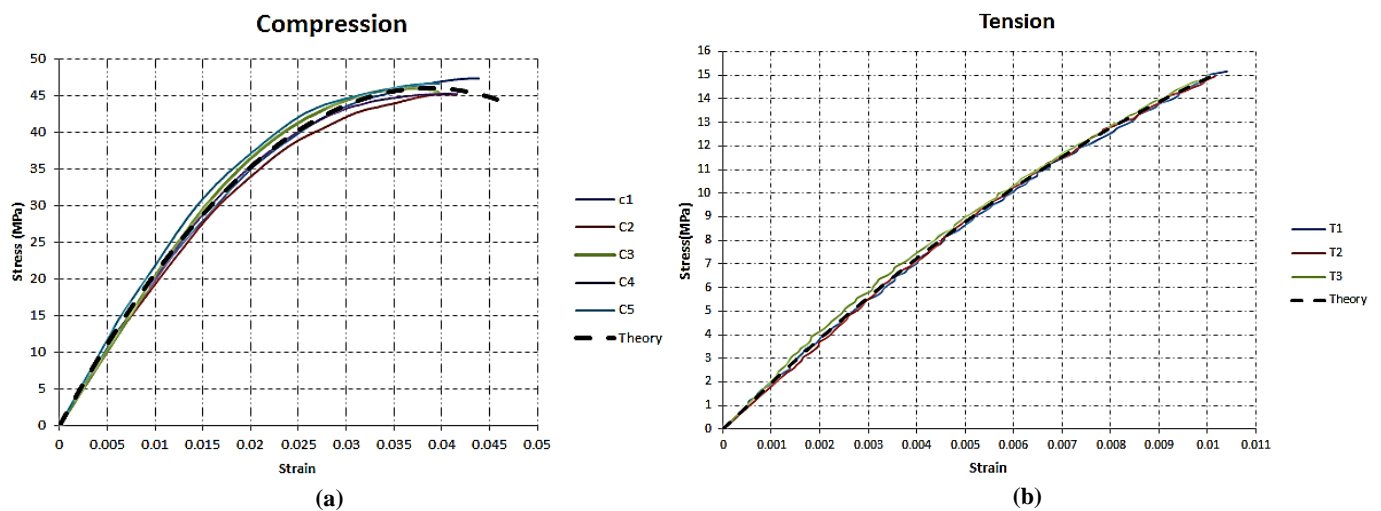 Compression
50
45
40
35
30
25
20
15
10
5
0
Stress (MPa)
0 0.005 0.01 0.015 0.02 0.025 0.03 0.035 0.04 0.045 0.05
Strain
c1
C2
C3
C4
C5
Theory
(a)
Tension
16
15
14
13
12
11
10
9
8
7
6
5
4
3
2
1
0
Stress(MPa)
0 0.001 0.002 0.003 0.004 0.005 0.006 0.007 0.008 0.009 0.01 0.011
Strain
T1
T2
T3
Theory
(b)